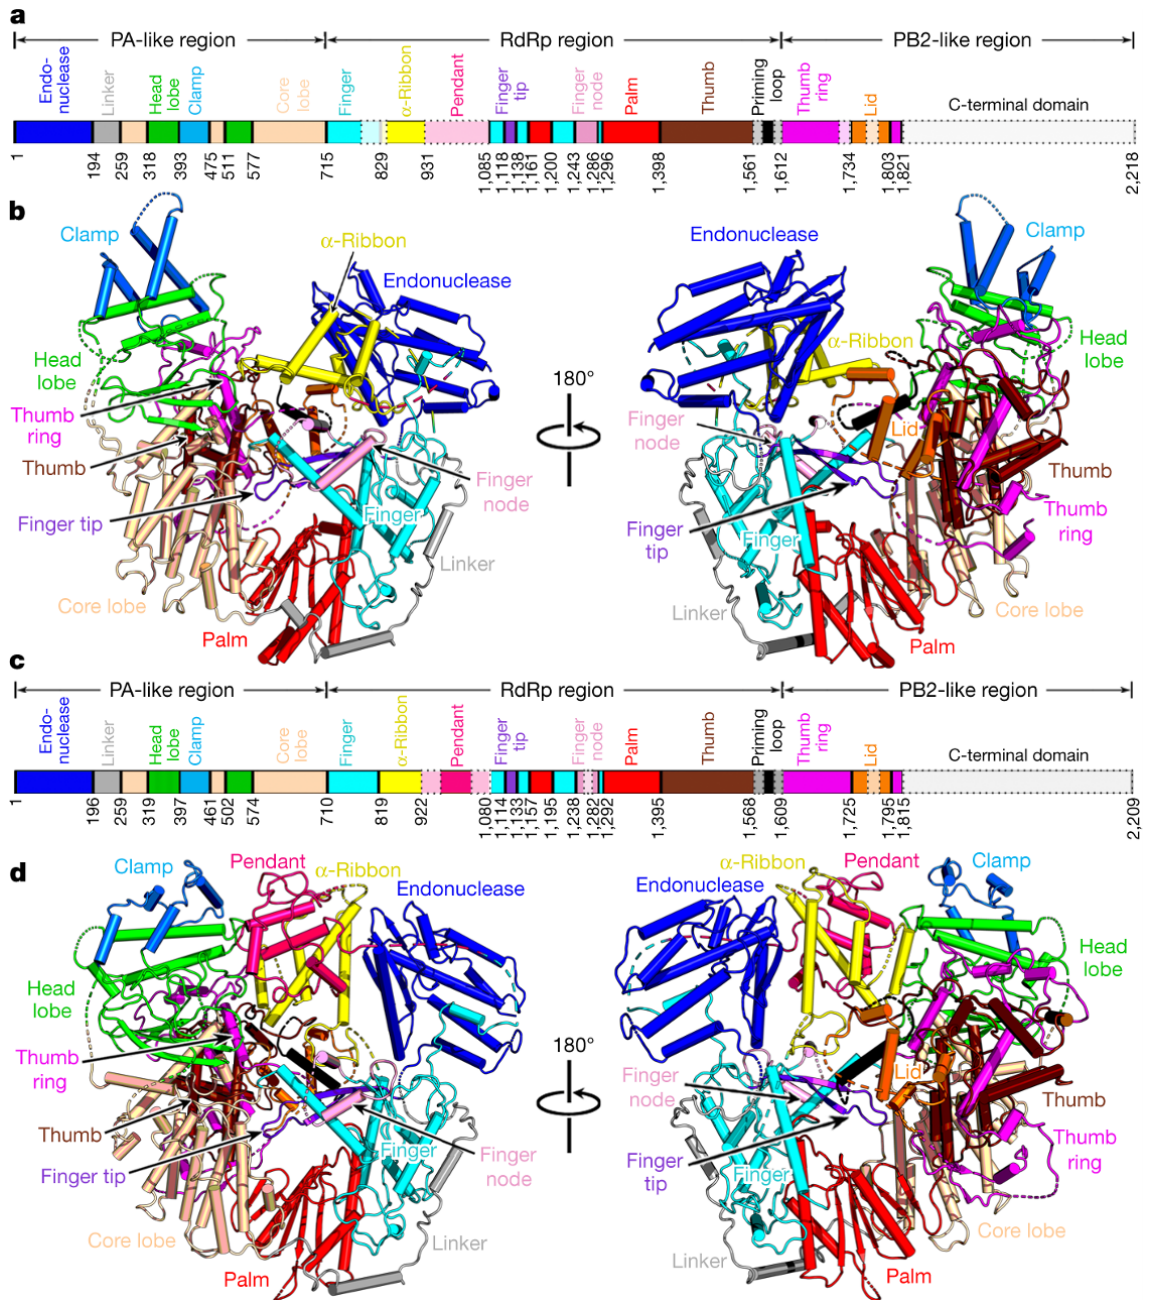 a
PA-like region
RdRp region
PB2-like region
Endo-
nuclease
Linker
Head
lobe
Clamp
Core
lobe
Finger
α-Ribbon
Pendant
Finger
tip
Finger
node
Palm
Thumb
Priming
loop
Thumb
ring
Lid
C-terminal domain
1
194
259
318
393
475
511
577
715
829
931
1,085
1,118
1,138
1,161
1,200
1,243
1,286
1,296
1,398
1,561
1,612
1,734
1,803
1,821
2,218
b
Clamp
α-Ribbon
Endonuclease
Head
lobe
Thumb
ring
Thumb
Finger tip
Core lobe
Palm
Finger
Finger
node
Linker
180°
Endonuclease
Clamp
α-Ribbon
Head
lobe
Finger
node
Lid
Thumb
Finger
tip
Finger
Thumb
ring
Linker
Core lobe
Palm
c
PA-like region
RdRp region
PB2-like region
Endo-
nuclease
Linker
Head
lobe
Clamp
Core
lobe
Finger
α-Ribbon
Pendant
Finger
tip
Finger
node
Palm
Thumb
Priming
loop
Thumb
ring
Lid
C-terminal domain
1
196
259
319
397
461
502
574
710
819
922
1,080
1,114
1,133
1,157
1,195
1,238
1,282
1,292
1,395
1,568
1,609
1,725
1,795
1,815
2,209
d
Clamp
Pendant
α-Ribbon
Endonuclease
Head
lobe
Thumb
ring
Thumb
Finger tip
Core lobe
Palm
Finger
Finger
node
Linker
180°
Endonuclease
α-Ribbon
Pendant
Clamp
Head
lobe
Finger
node
Lid
Thumb
Finger
tip
Finger
Thumb
ring
Linker
Core lobe
Palm